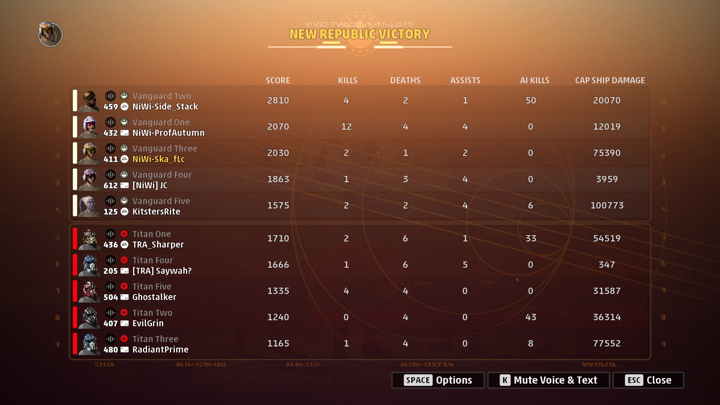 NEW REPUBLIC VICTORY
SCORE KILLS DEATHS ASSISTS AI KILLS CAP SHIP DAMAGE
Vanguard Two
459 NiWi-Side_Stack 2810 4 2 1 50 20070
Vanguard One
432 NiWi-ProfAutumn 2070 12 4 4 0 12019
Vanguard Three
411 NiWi-Ska_fLc 2030 2 1 2 0 75390
Vanguard Four
612 [NiWi] JC 1863 1 3 4 0 3959
Vanguard Five
125 KitstersRite 1575 2 2 4 6 100773
Titan One
436 TRA_Sharper 1710 2 6 1 33 54519
Titan Four
205 [TRA] Saywah? 1666 1 6 5 0 347
Titan Five
504 Ghostalker 1335 4 4 0 0 31587
Titan Two
407 EvilGrin 1240 0 4 0 43 36314
Titan Three
480 RadiantPrime 1165 1 4 0 8 77552
SPACE Options K Mute Voice & Text ESC Close